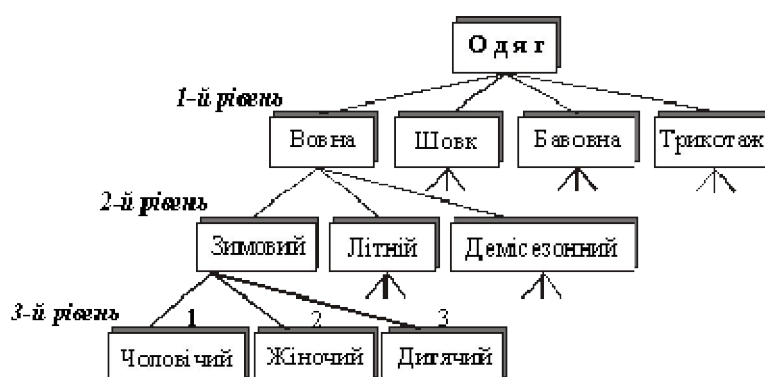 Одяг
1-й рівень
Вовна Шовк Бавовна Трикотаж
2-й рівень
Зимовий Літній Демісезонний
3-й рівень
1 2 3
Чоловічий Жіночий Дитячий